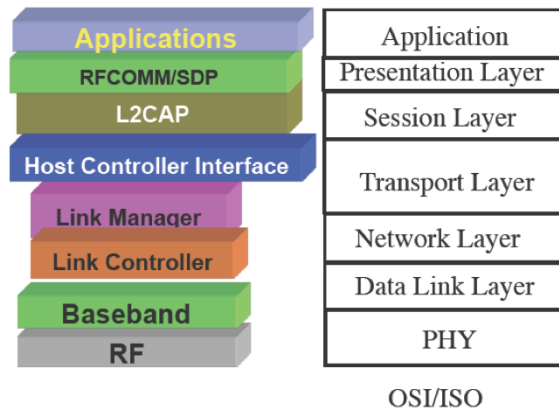 Applications
RFCOMM/SDP
L2CAP
Host Controller Interface
Link Manager
Link Controller
Baseband
RF
Application
Presentation Layer
Session Layer
Transport Layer
Network Layer
Data Link Layer
PHY
OSI/ISO